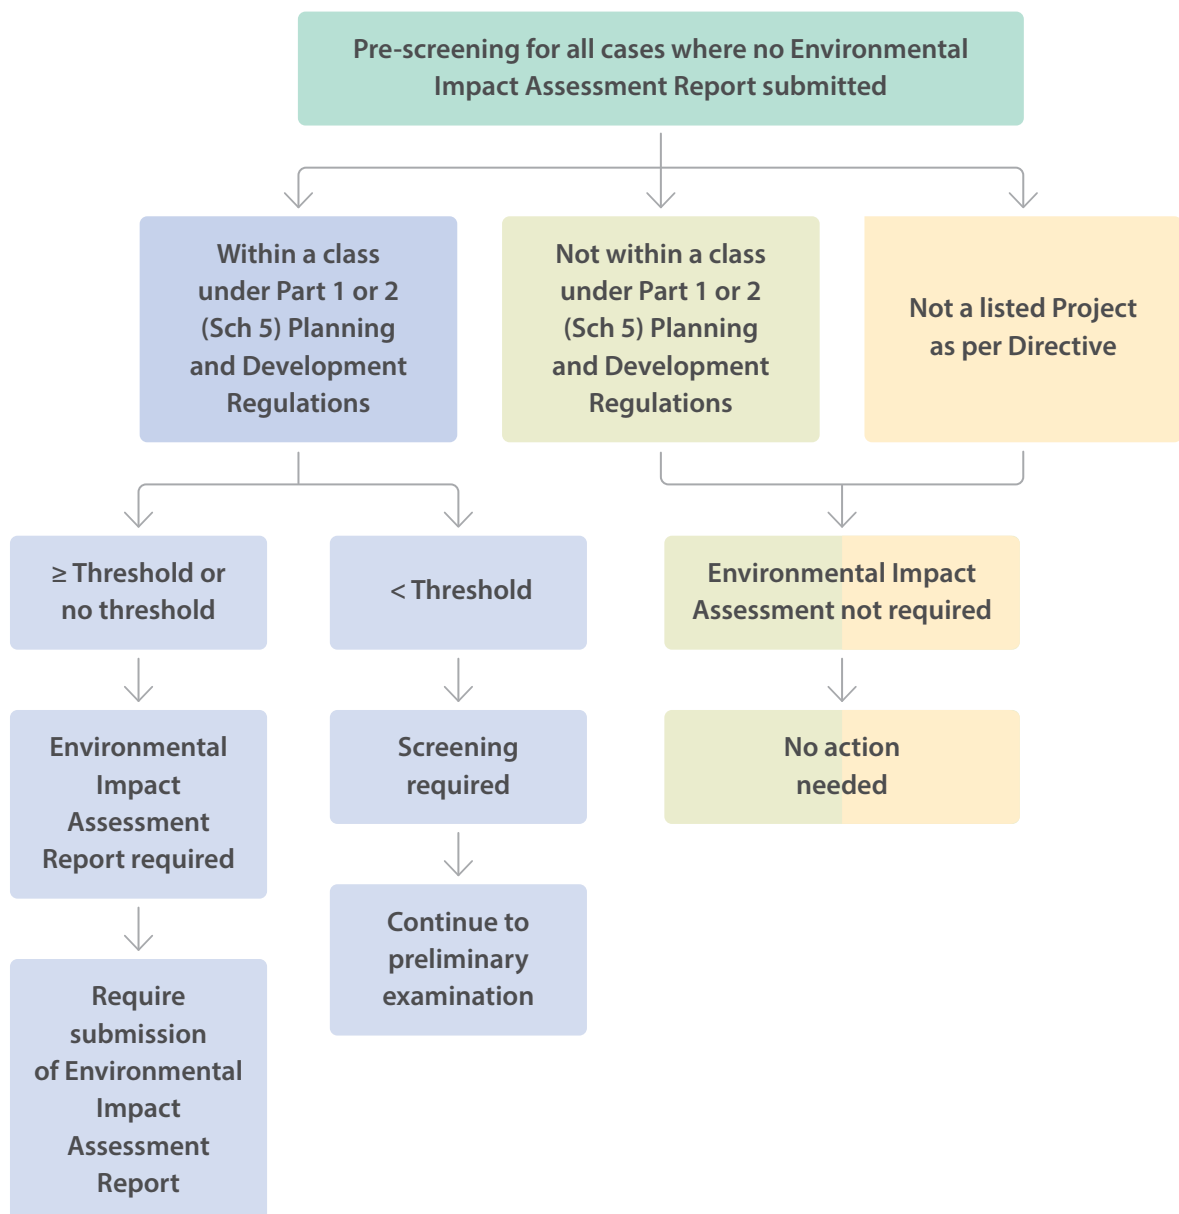 Pre-screening for all cases where no Environmental
Impact Assessment Report submitted
Within a class
under Part 1 or 2
(Sch 5) Planning
and Development
Regulations
Not within a class
under Part 1 or 2
(Sch 5) Planning
and Development
Regulations
Not a listed Project
as per Directive
≥ Threshold or
no threshold
< Threshold
Environmental Impact
Assessment not required
Environmental
Impact
Assessment
Report required
Screening
required
No action
needed
Continue to
preliminary
examination
Require
submission
of Environmental
Impact
Assessment
Report